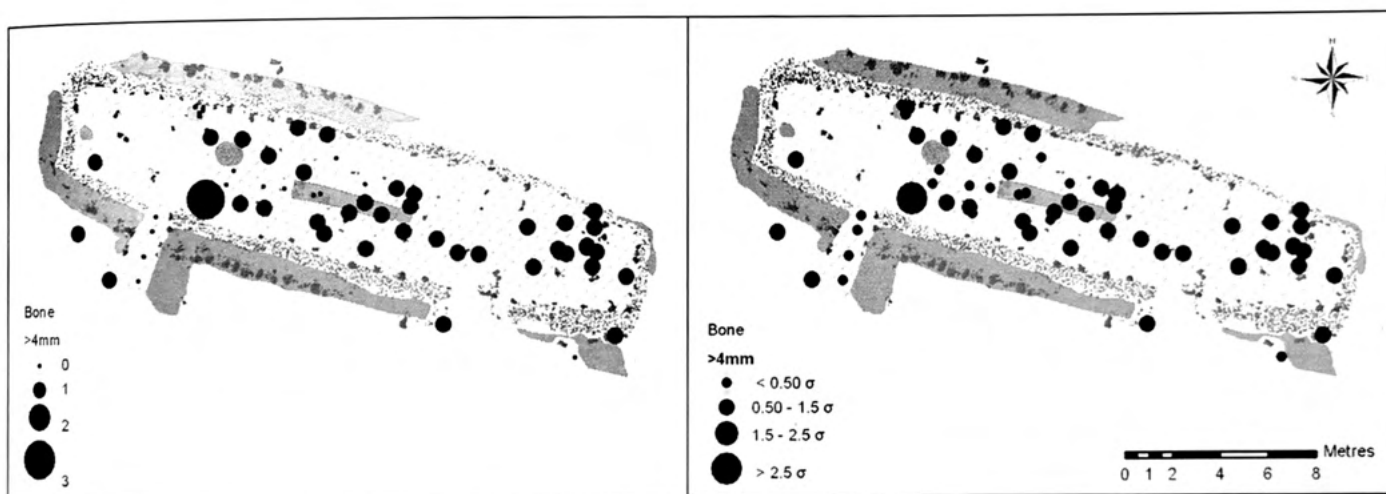 Bone
>4mm
0
1
2
3
N
Bone
>4mm
< 0.50 σ
0.50 - 1.5 σ
1.5 - 2.5 σ
> 2.5 σ
Metres
0 1 2 4 6 8